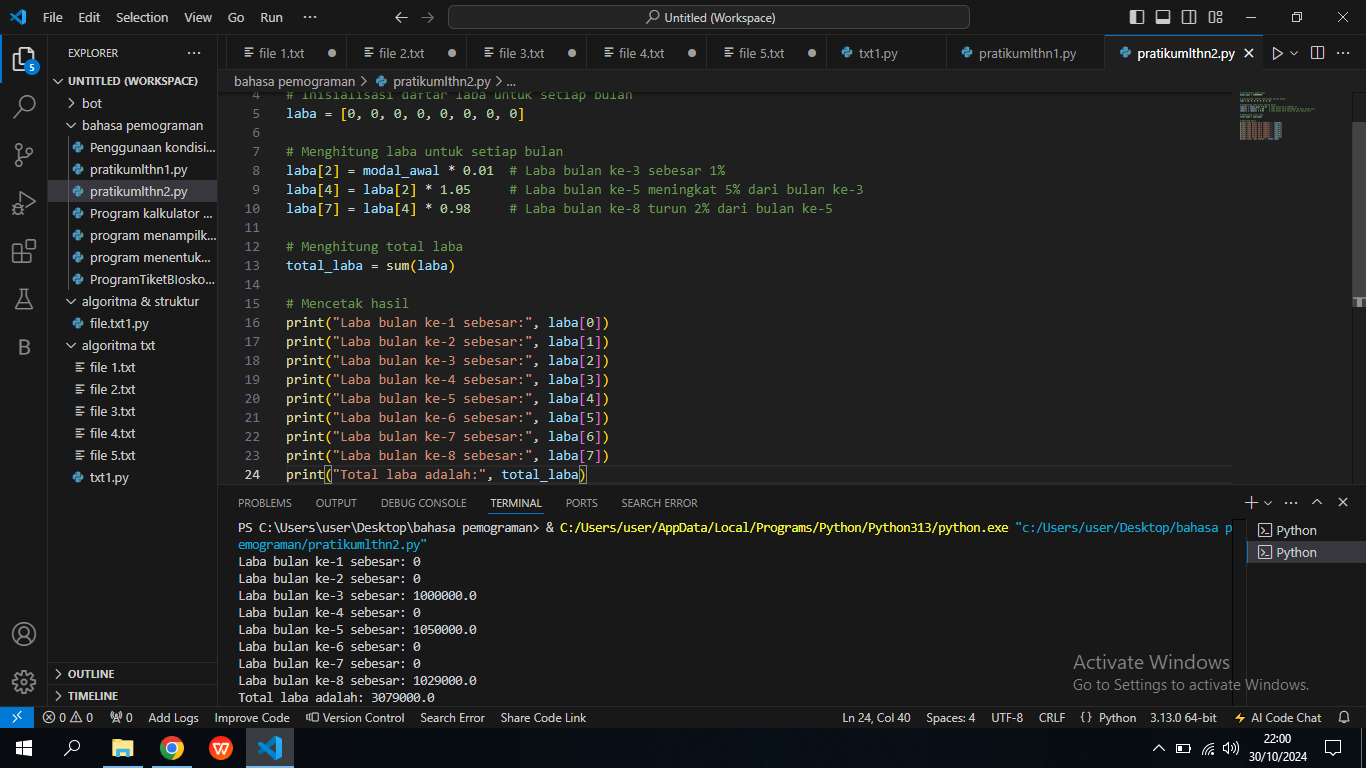 File Edit Selection View Go Run ··· Untitled (Workspace)
EXPLORER ···
UNTITLED (WORKSPACE)
bot
bahasa pemograman
Penggunaan kondisi...
pratikumlthn1.py
pratikumlthn2.py
Program kalkulator ...
program menampilk...
program menentuk...
ProgramTiketBIosko...
algoritma & struktur
file.txt1.py
algoritma txt
file 1.txt
file 2.txt
file 3.txt
file 4.txt
file 5.txt
txt1.py
OUTLINE
TIMELINE
5
B
file 1.txt file 2.txt file 3.txt file 4.txt file 5.txt txt1.py pratikumlthn1.py pratikumlthn2.py
bahasa pemograman > pratikumlthn2.py > ...
4 # Inisialisasi daftar laba untuk setiap bulan
5 laba = [0, 0, 0, 0, 0, 0, 0, 0]
6
7 # Menghitung laba untuk setiap bulan
8 laba[2] = modal_awal * 0.01  # Laba bulan ke-3 sebesar 1%
9 laba[4] = laba[2] * 1.05     # Laba bulan ke-5 meningkat 5% dari bulan ke-3
10 laba[7] = laba[4] * 0.98     # Laba bulan ke-8 turun 2% dari bulan ke-5
11
12 # Menghitung total laba
13 total_laba = sum(laba)
14
15 # Mencetak hasil
16 print("Laba bulan ke-1 sebesar:", laba[0])
17 print("Laba bulan ke-2 sebesar:", laba[1])
18 print("Laba bulan ke-3 sebesar:", laba[2])
19 print("Laba bulan ke-4 sebesar:", laba[3])
20 print("Laba bulan ke-5 sebesar:", laba[4])
21 print("Laba bulan ke-6 sebesar:", laba[5])
22 print("Laba bulan ke-7 sebesar:", laba[6])
23 print("Laba bulan ke-8 sebesar:", laba[7])
24 print("Total laba adalah:", total_laba)
PROBLEMS OUTPUT DEBUG CONSOLE TERMINAL PORTS SEARCH ERROR
PS C:\Users\user\Desktop\bahasa pemograman> & C:/Users/user/AppData/Local/Programs/Python/Python313/python.exe "c:/Users/user/Desktop/bahasa p
emograman/pratikumlthn2.py"
Laba bulan ke-1 sebesar: 0
Laba bulan ke-2 sebesar: 0
Laba bulan ke-3 sebesar: 1000000.0
Laba bulan ke-4 sebesar: 0
Laba bulan ke-5 sebesar: 1050000.0
Laba bulan ke-6 sebesar: 0
Laba bulan ke-7 sebesar: 0
Laba bulan ke-8 sebesar: 1029000.0
Total laba adalah: 3079000.0
Python
Python
Activate Windows
Go to Settings to activate Windows.
0 0 0 Add Logs Improve Code Version Control Search Error Share Code Link Ln 24, Col 40 Spaces: 4 UTF-8 CRLF {} Python 3.13.0 64-bit AI Code Chat
W
22:00
30/10/2024